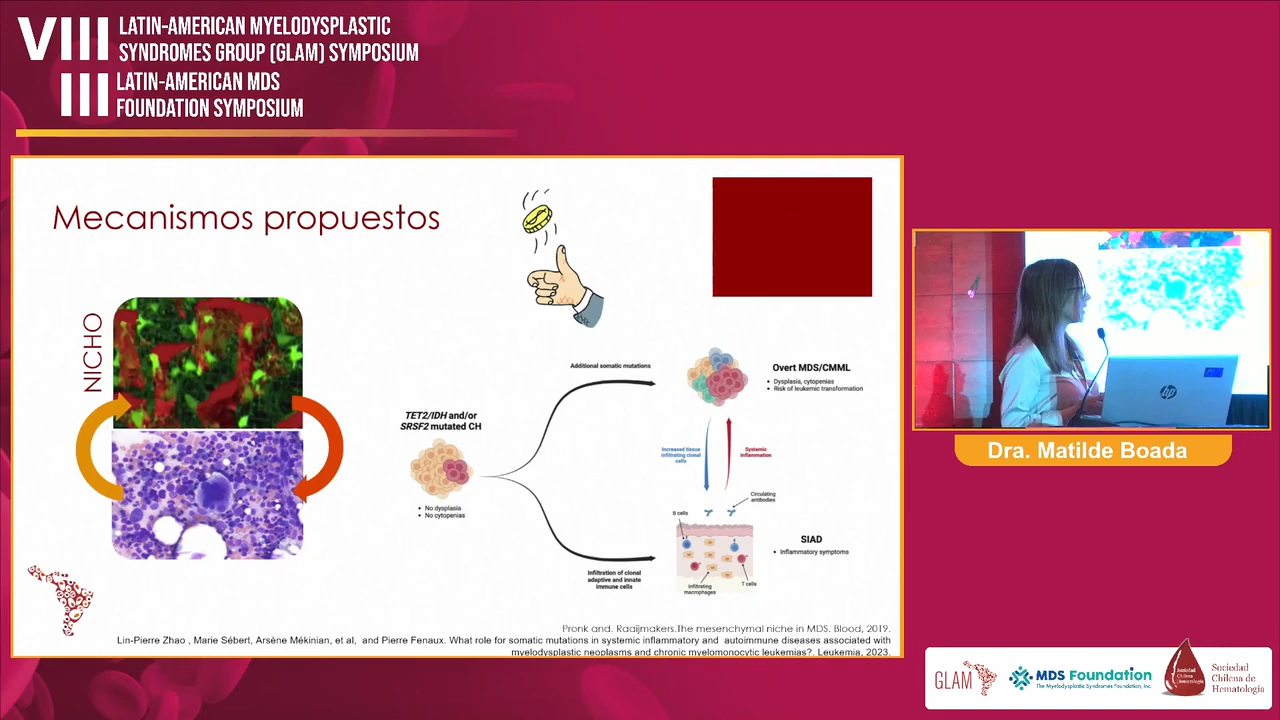 VIII
LATIN-AMERICAN MYELODYSPLASTIC
SYNDROMES GROUP (GLAM) SYMPOSIUM
III
LATIN-AMERICAN MDS
FOUNDATION SYMPOSIUM
Mecanismos propuestos
NICHO
TET2/IDH and/or
SRSF2 mutated CH
• No dysplasia
• No cytopenias
Additional somatic mutations
Overt MDS/CMML
• Dysplasia, cytopenias
• Risk of leukemic transformation
Increased tissue
infiltrating clonal
cells
Systemic
inflammation
Circulating
antibodies
B cells
SIAD
• Inflammatory symptoms
Infiltration of clonal
adaptive and innate
immune cells
Infiltrating
macrophages
T cells
Pronk and. Raaijmakers.The mesenchymal niche in MDS. Blood, 2019.
Lin-Pierre Zhao , Marie Sébert, Arsène Mékinian, et al, and Pierre Fenaux. What role for somatic mutations in systemic inflammatory and autoimmune diseases associated with
myelodysplastic neoplasms and chronic myelomonocytic leukemias?. Leukemia, 2023.
hp
Dra. Matilde Boada
GLAM
MDS Foundation
The Myelodysplastic Syndromes Foundation, Inc.
Sociedad
Chilena de
Hematología
Sociedad
Chilena de
Hematología